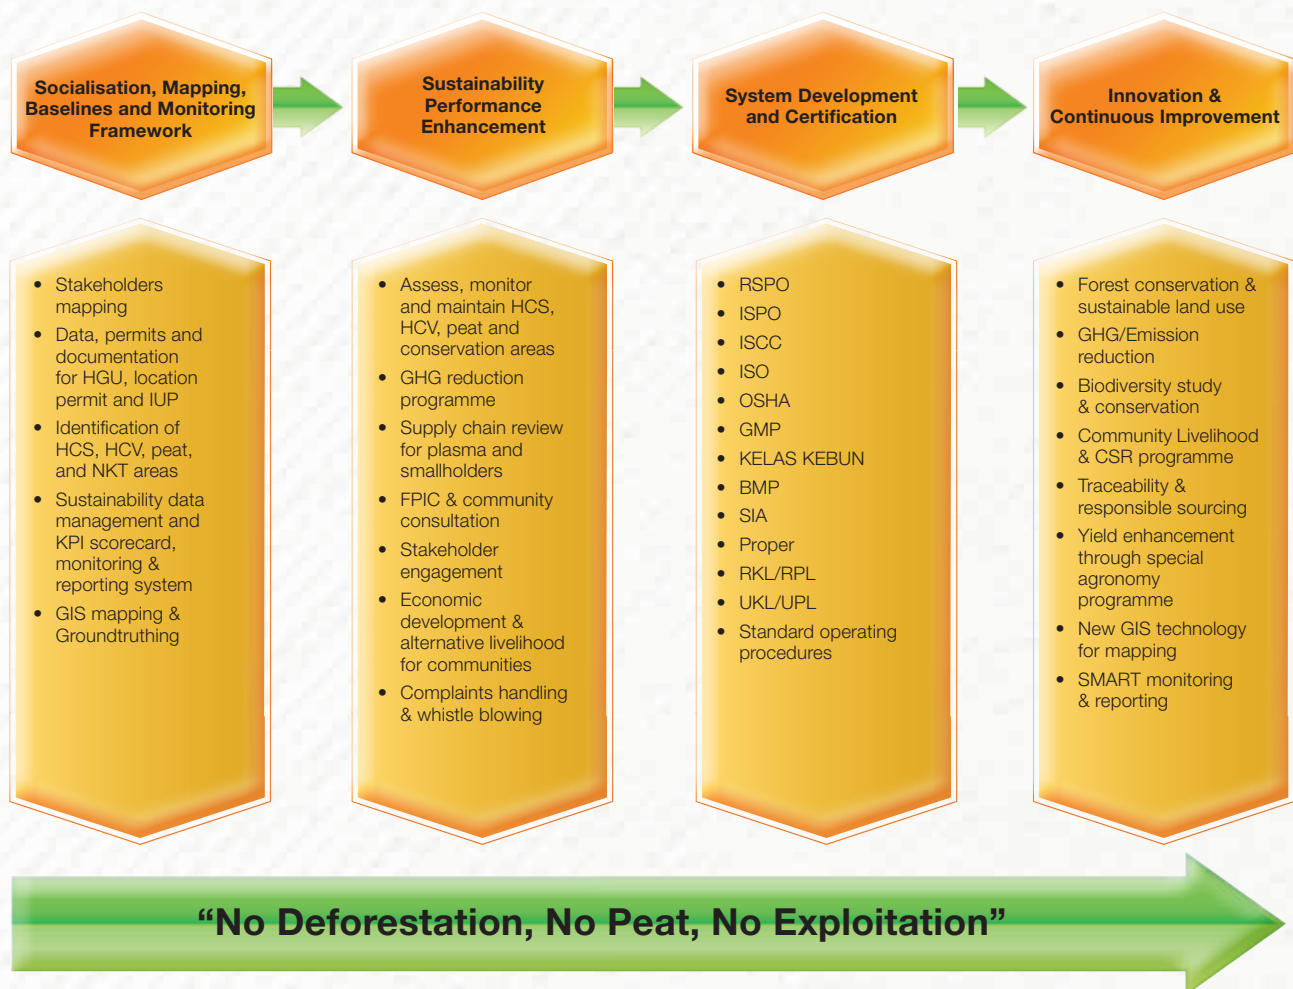 Socialisation, Mapping,
Baselines and Monitoring
Framework
Sustainability
Performance
Enhancement
System Development
and Certification
Innovation &
Continuous Improvement
• Stakeholders
mapping
• Data, permits and
documentation
for HGU, location
permit and IUP
• Identification of
HCS, HCV, peat,
and NKT areas
• Sustainability data
management and
KPI scorecard,
monitoring &
reporting system
• GIS mapping &
Groundtruthing
• Assess, monitor
and maintain HCS,
HCV, peat and
conservation areas
• GHG reduction
programme
• Supply chain review
for plasma and
smallholders
• FPIC & community
consultation
• Stakeholder
engagement
• Economic
development &
alternative livelihood
for communities
• Complaints handling
& whistle blowing
• RSPO
• ISPO
• ISCC
• ISO
• OSHA
• GMP
• KELAS KEBUN
• BMP
• SIA
• Proper
• RKL/RPL
• UKL/UPL
• Standard operating
procedures
• Forest conservation &
sustainable land use
• GHG/Emission
reduction
• Biodiversity study
& conservation
• Community Livelihood
& CSR programme
• Traceability &
responsible sourcing
• Yield enhancement
through special
agronomy
programme
• New GIS technology
for mapping
• SMART monitoring
& reporting
“No Deforestation, No Peat, No Exploitation”